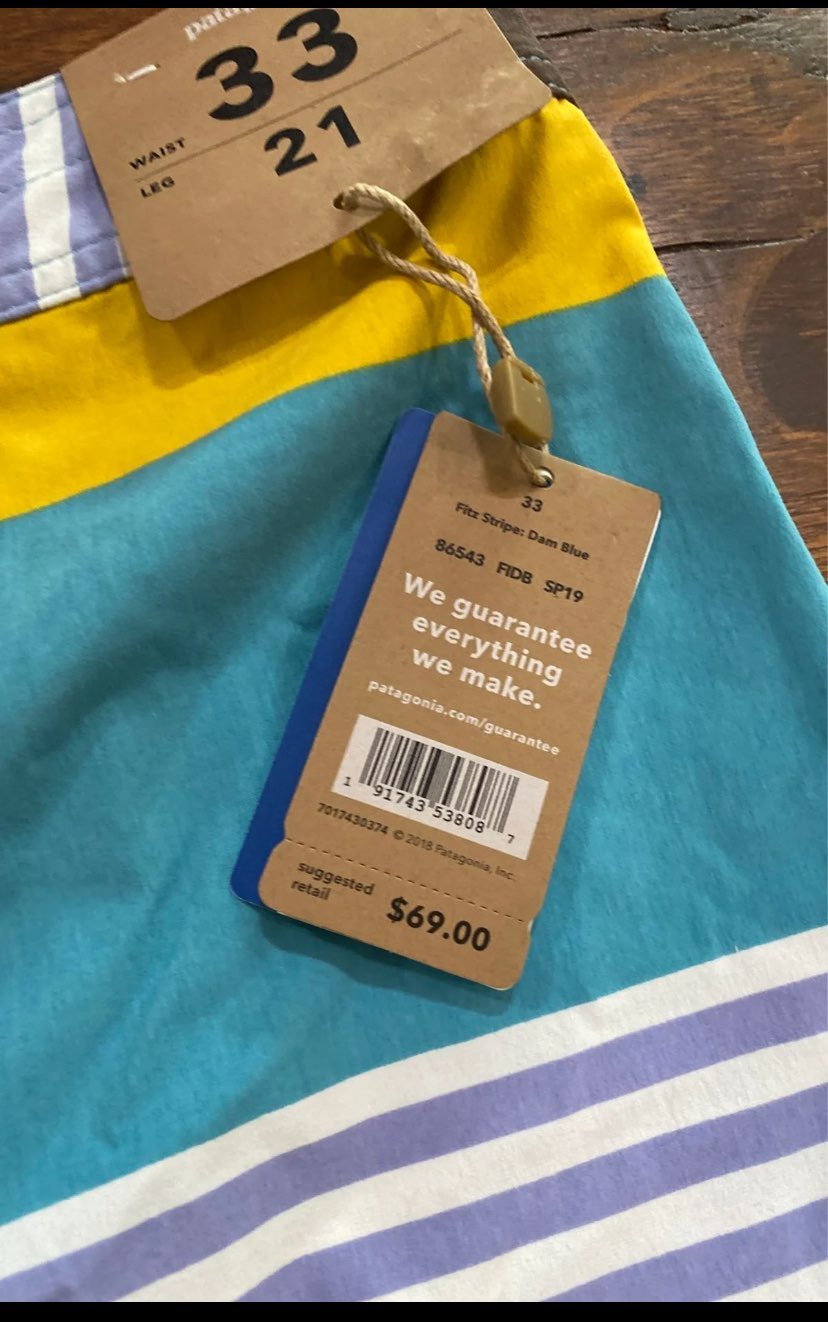 33
WAIST
LEG
21
33
Fitz Stripe: Dam Blue
86543 FIDB SP19
We guarantee
everything
we make.
patagonia.com/guarantee
1 91743 53808 7
7017430374 © 2018 Patagonia, Inc.
suggested
retail
$69.00